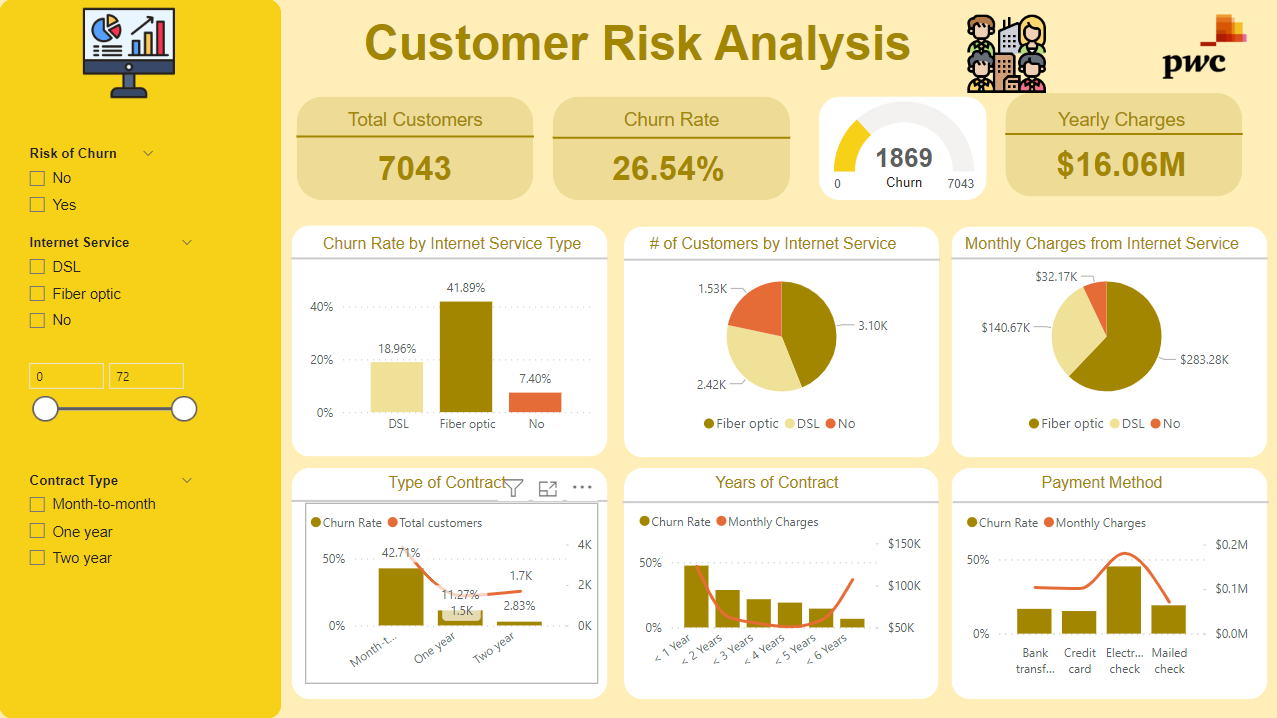 Customer Risk Analysis
pwc
Risk of Churn
No
Yes
Internet Service
DSL
Fiber optic
No
0
72
Contract Type
Month-to-month
One year
Two year
Total Customers
7043
Churn Rate
26.54%
1869
0
Churn
7043
Yearly Charges
$16.06M
Churn Rate by Internet Service Type
41.89%
40%
18.96%
20%
7.40%
0%
DSL
Fiber optic
No
# of Customers by Internet Service
1.53K
3.10K
2.42K
Fiber optic
DSL
No
Monthly Charges from Internet Service
$32.17K
$140.67K
$283.28K
Fiber optic
DSL
No
Type of Contract
Churn Rate
Total customers
4K
42.71%
50%
2K
1.7K
11.27%
1.5K
2.83%
0%
0K
Month-t...
One year
Two year
Years of Contract
Churn Rate
Monthly Charges
$150K
50%
$100K
0%
$50K
< 1 Year
< 2 Years
< 3 Years
< 4 Years
< 5 Years
< 6 Years
Payment Method
Churn Rate
Monthly Charges
$0.2M
50%
$0.1M
0%
$0.0M
Bank
transf...
Credit
card
Electr...
check
Mailed
check